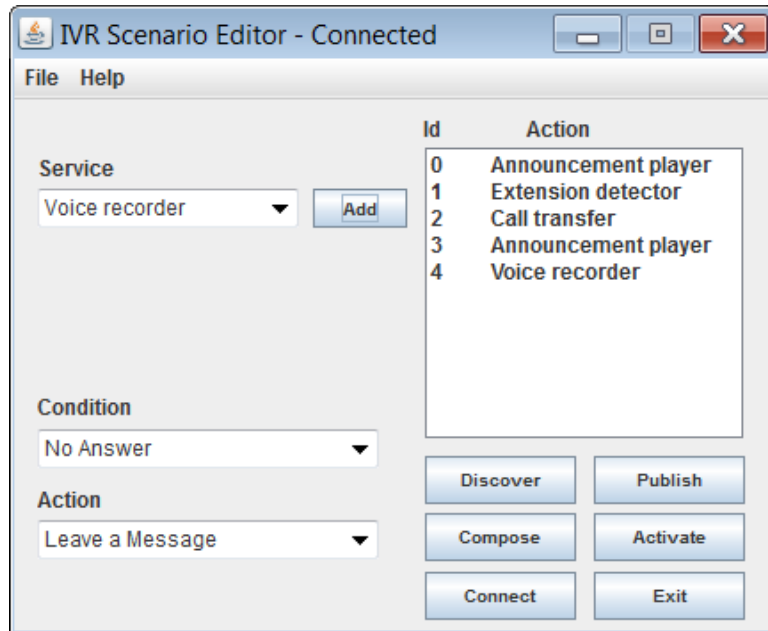 IVR Scenario Editor - Connected
File Help
Id Action
Service
Voice recorder Add
0 Announcement player
1 Extension detector
2 Call transfer
3 Announcement player
4 Voice recorder
Condition
No Answer
Action
Leave a Message
Discover Publish
Compose Activate
Connect Exit